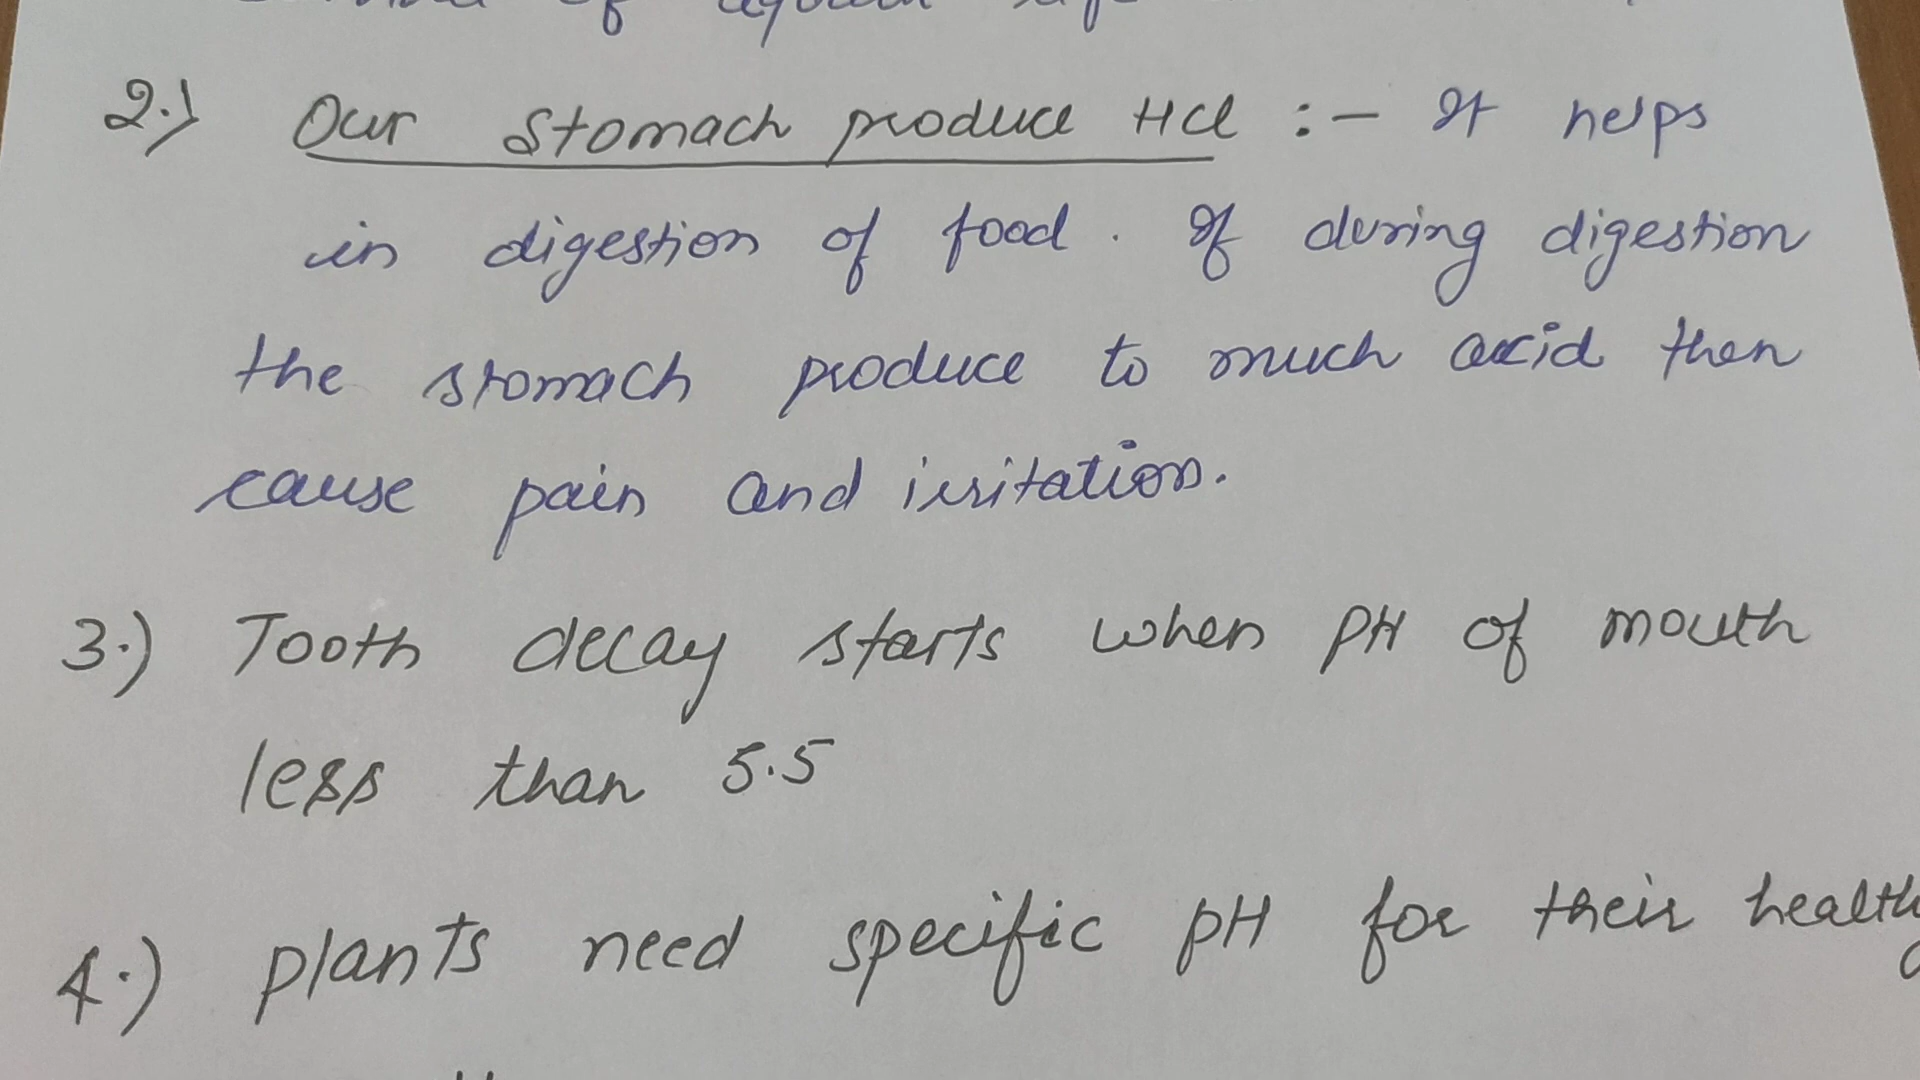 of
2.) Our Stomach produce HCl :- It helps
in digestion of food. If during digestion
the stomach produce to much acid then
cause pain and irritation.
3.) Tooth decay starts when PH of mouth
less than 5.5
4.) plants need specific pH for their healthy